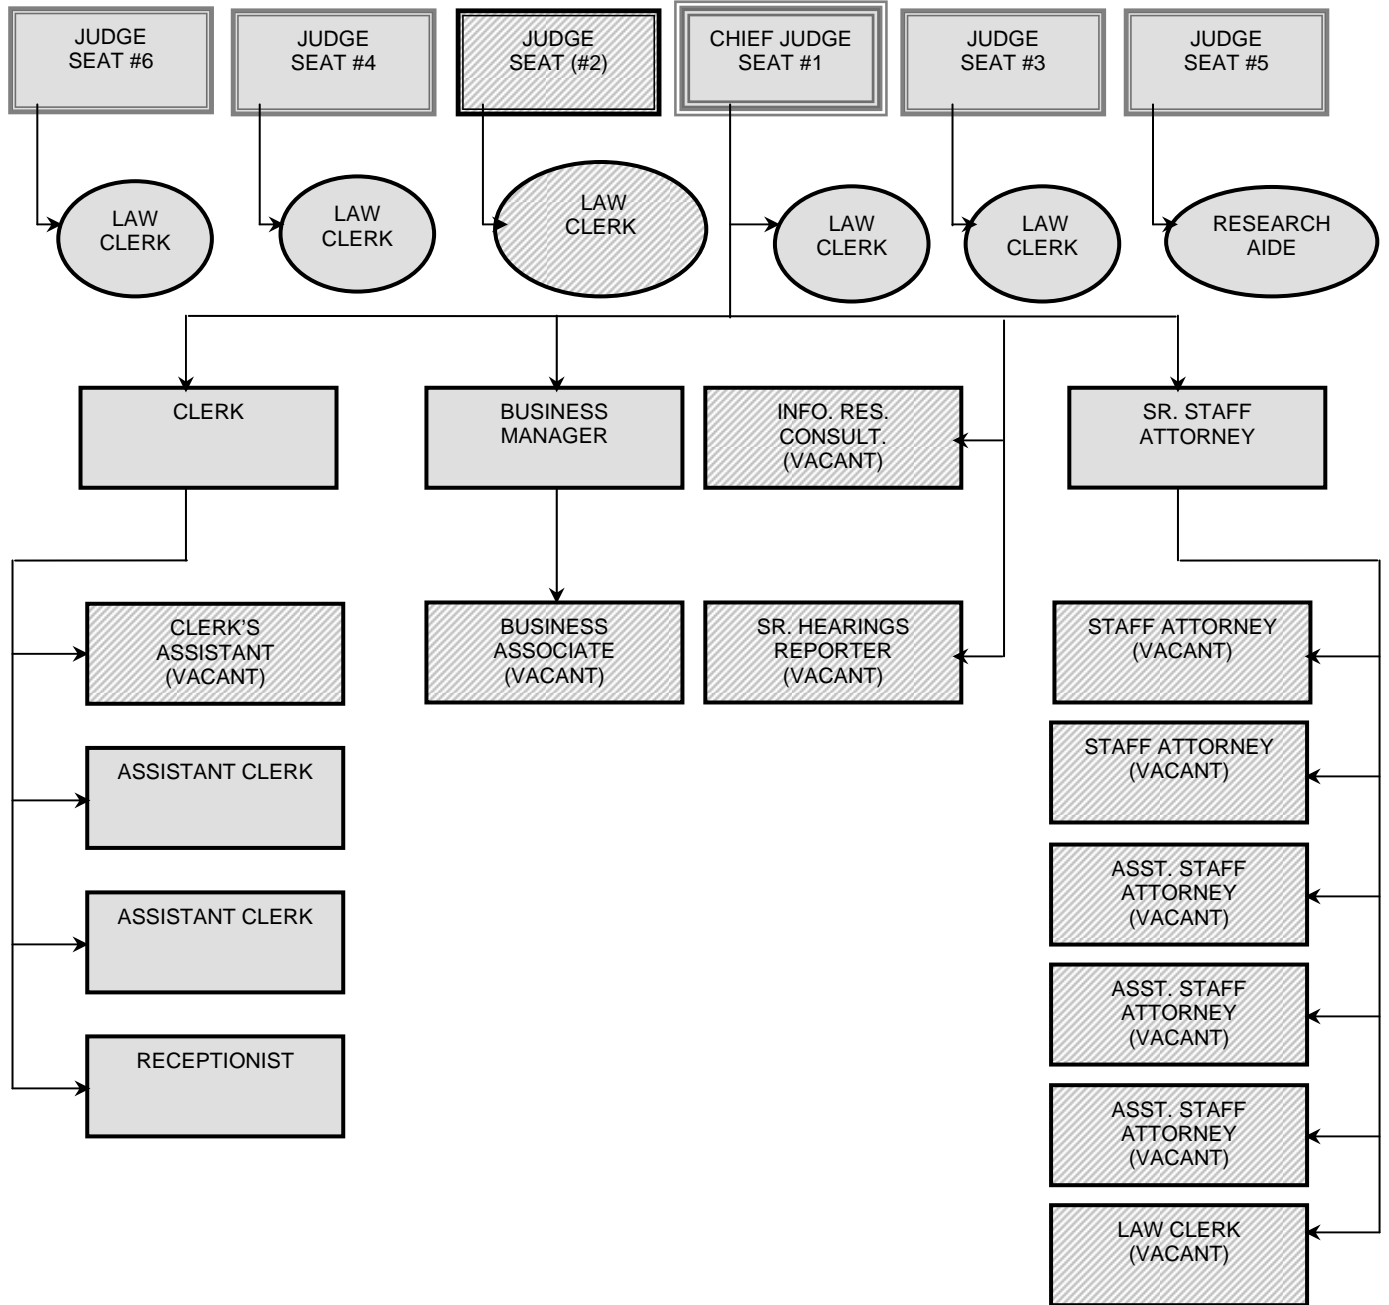 JUDGE
SEAT #6
JUDGE
SEAT #4
JUDGE
SEAT (#2)
CHIEF JUDGE
SEAT #1
JUDGE
SEAT #3
JUDGE
SEAT #5
LAW
CLERK
LAW
CLERK
LAW
CLERK
LAW
CLERK
LAW
CLERK
RESEARCH
AIDE
CLERK
BUSINESS
MANAGER
INFO. RES.
CONSULT.
(VACANT)
SR. STAFF
ATTORNEY
CLERK'S
ASSISTANT
(VACANT)
BUSINESS
ASSOCIATE
(VACANT)
SR. HEARINGS
REPORTER
(VACANT)
STAFF ATTORNEY
(VACANT)
ASSISTANT CLERK
STAFF ATTORNEY
(VACANT)
ASSISTANT CLERK
ASST. STAFF
ATTORNEY
(VACANT)
RECEPTIONIST
ASST. STAFF
ATTORNEY
(VACANT)
ASST. STAFF
ATTORNEY
(VACANT)
LAW CLERK
(VACANT)